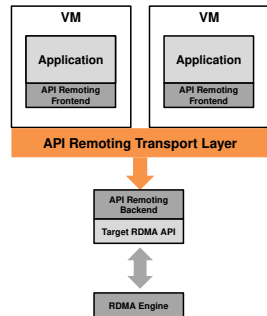 VM
VM
Application
Application
API Remoting
Frontend
API Remoting
Frontend
API Remoting Transport Layer
API Remoting
Backend
Target RDMA API
RDMA Engine